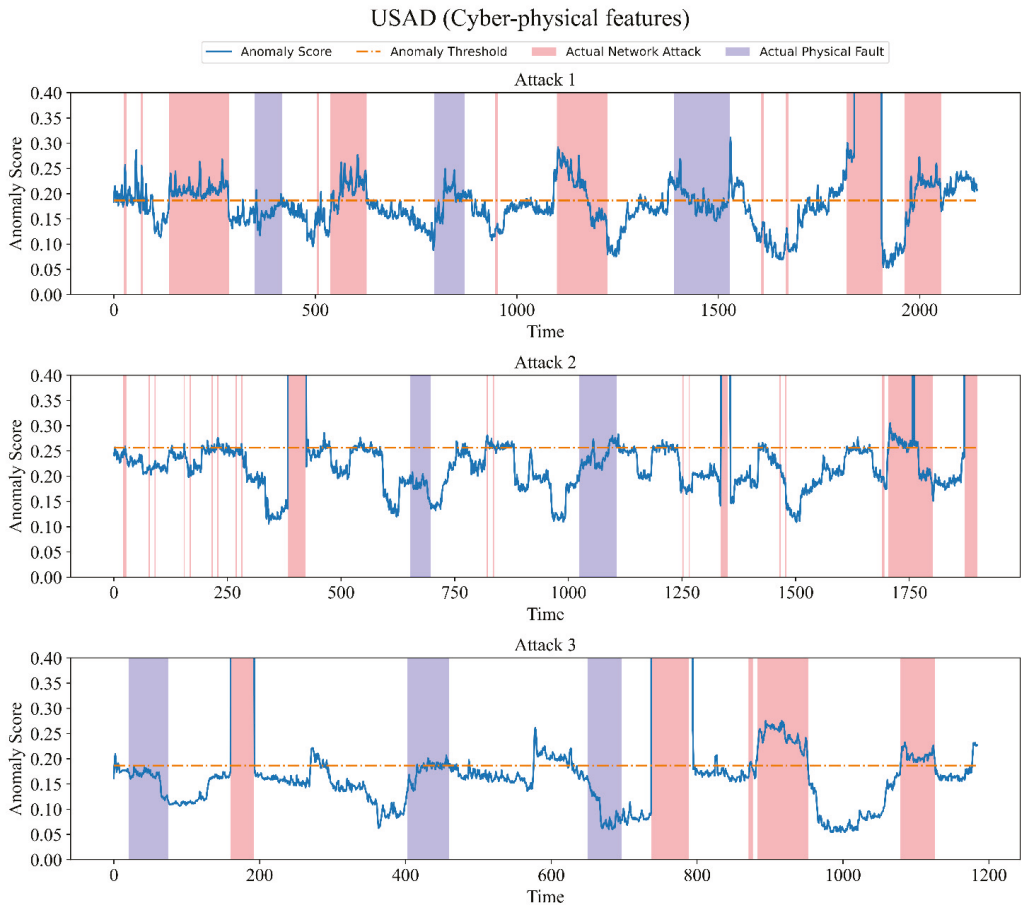 USAD (Cyber-physical features)
Anomaly Score Anomaly Threshold Actual Network Attack Actual Physical Fault
Attack 1
Anomaly Score
0.40
0.35
0.30
0.25
0.20
0.15
0.10
0.05
0.00
0 500 1000 1500 2000
Time
Attack 2
Anomaly Score
0.40
0.35
0.30
0.25
0.20
0.15
0.10
0.05
0.00
0 250 500 750 1000 1250 1500 1750
Time
Attack 3
Anomaly Score
0.40
0.35
0.30
0.25
0.20
0.15
0.10
0.05
0.00
0 200 400 600 800 1000 1200
Time